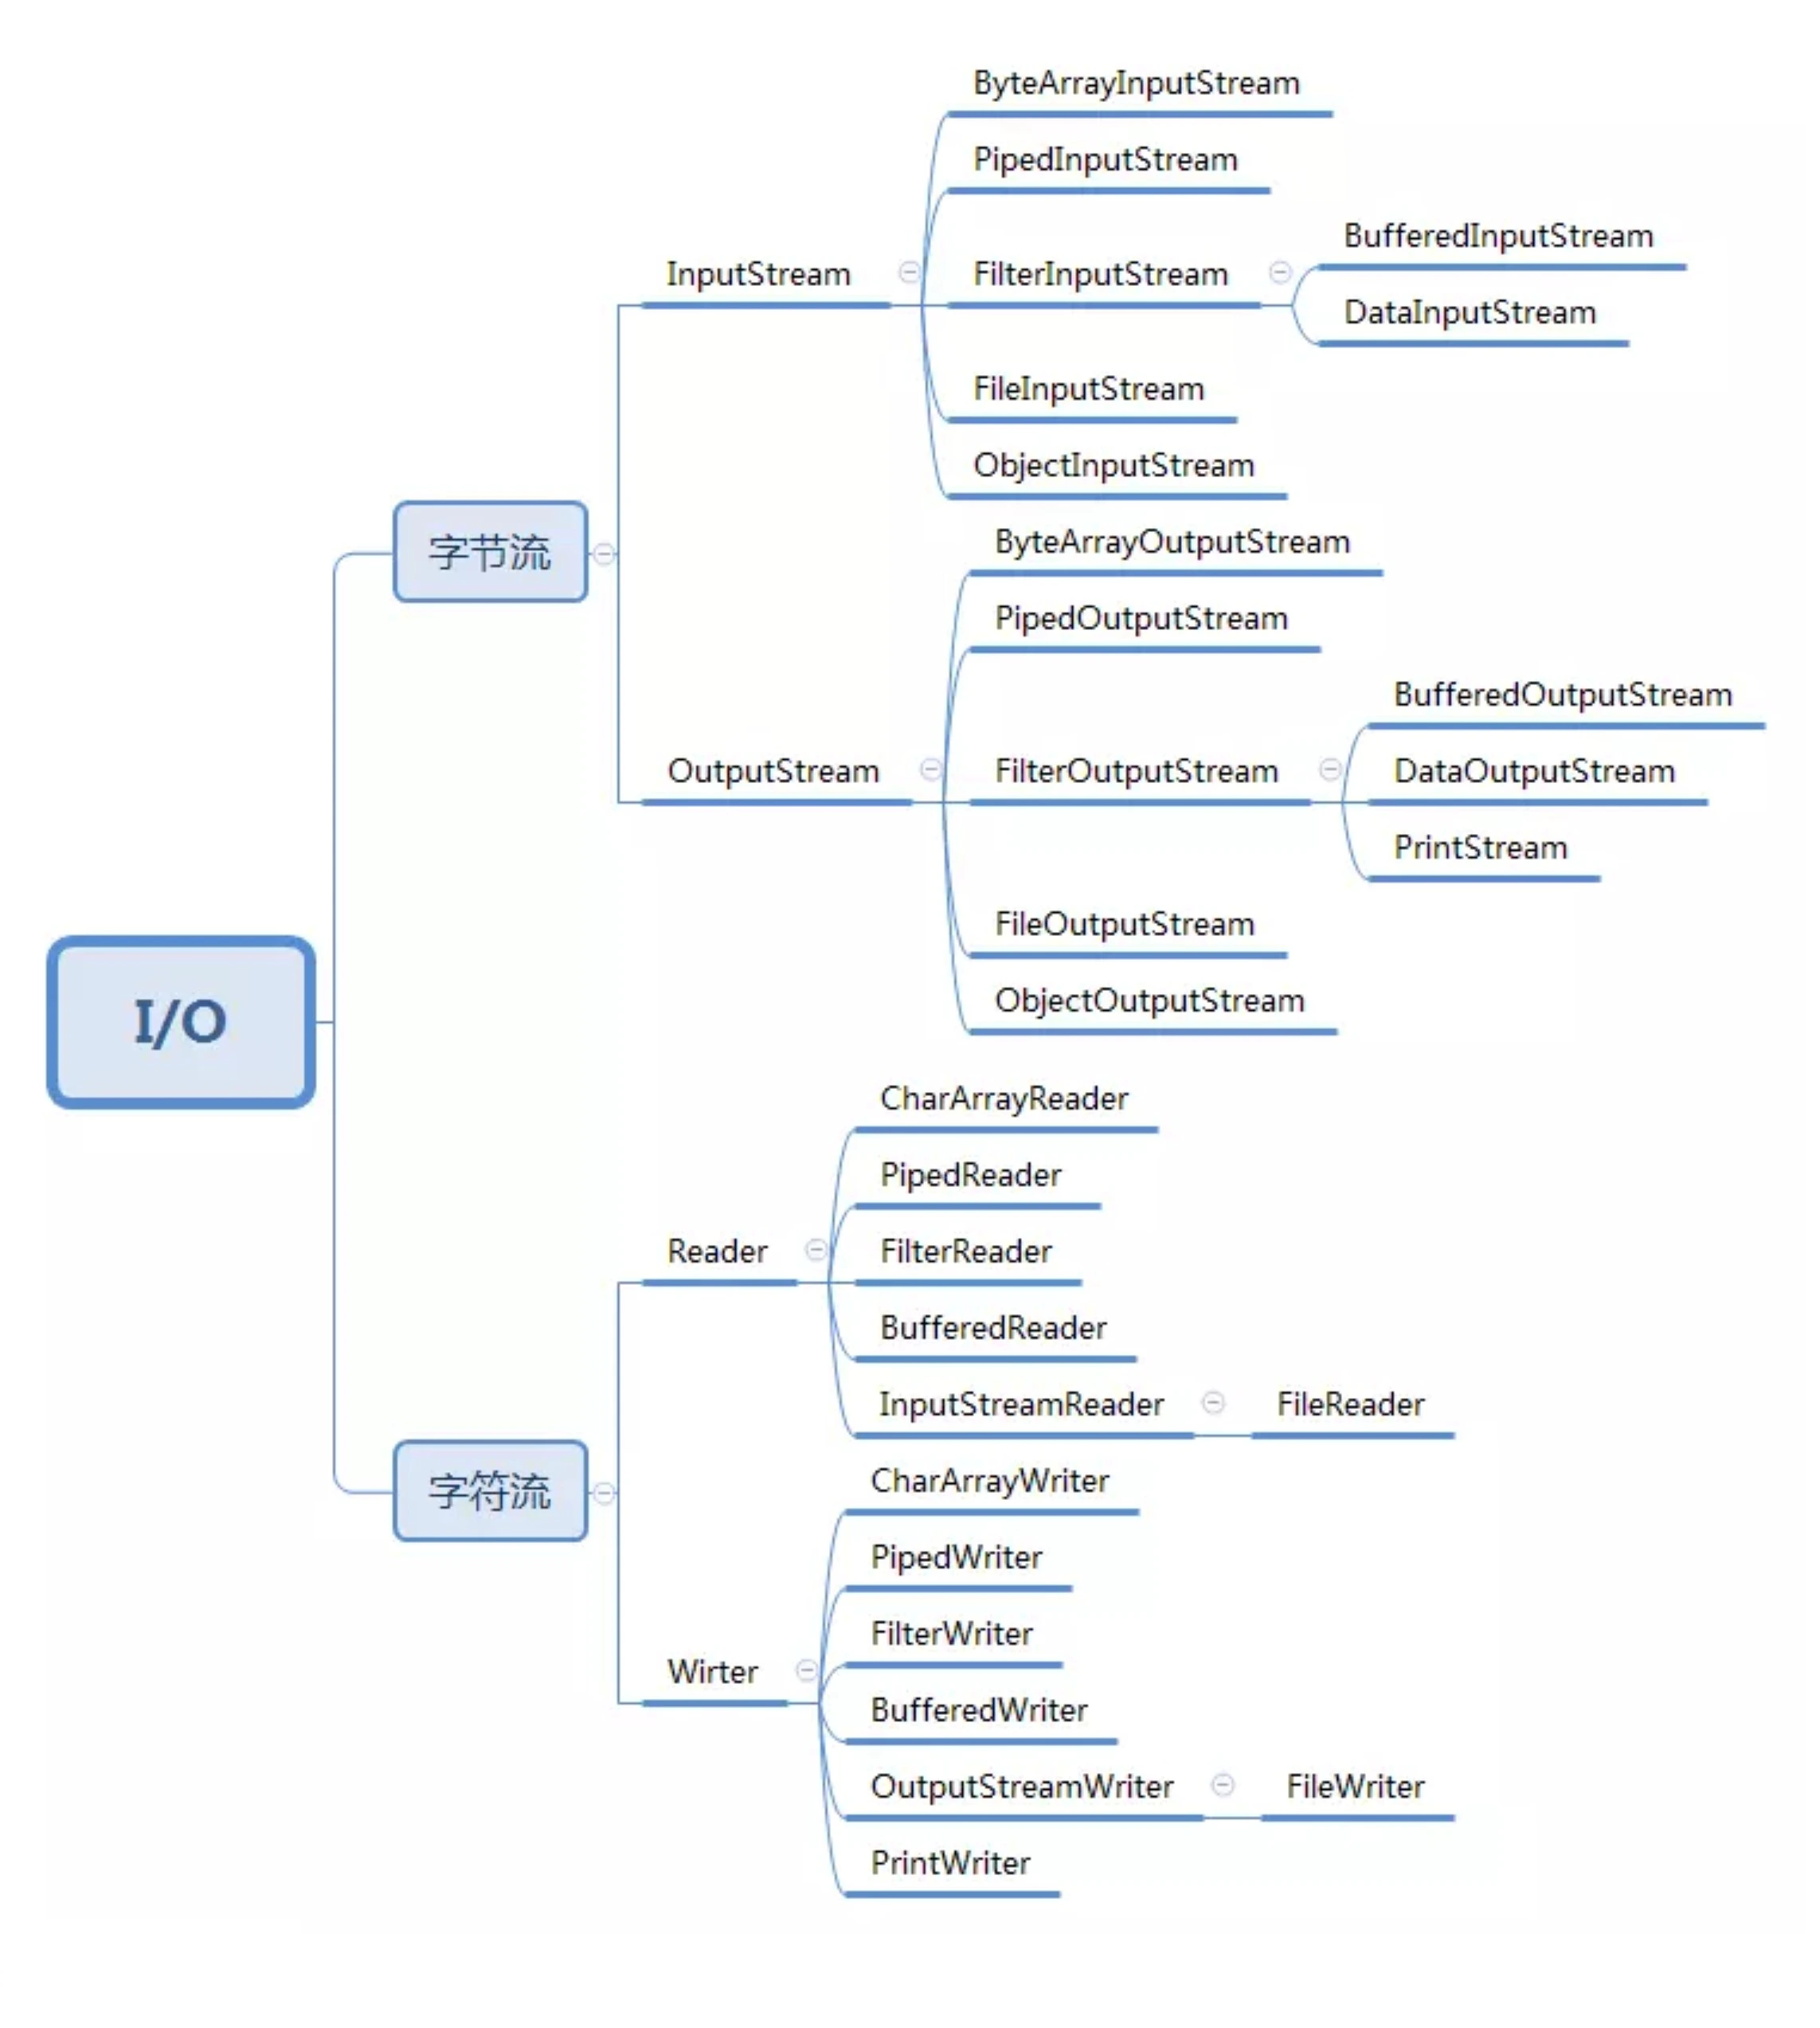 I/O
字节流
InputStream
ByteArrayInputStream
PipedInputStream
FilterInputStream
BufferedInputStream
DataInputStream
FileInputStream
ObjectInputStream
OutputStream
ByteArrayOutputStream
PipedOutputStream
FilterOutputStream
BufferedOutputStream
DataOutputStream
PrintStream
FileOutputStream
ObjectOutputStream
字符流
Reader
CharArrayReader
PipedReader
FilterReader
BufferedReader
InputStreamReader
FileReader
Wirter
CharArrayWriter
PipedWriter
FilterWriter
BufferedWriter
OutputStreamWriter
FileWriter
PrintWriter